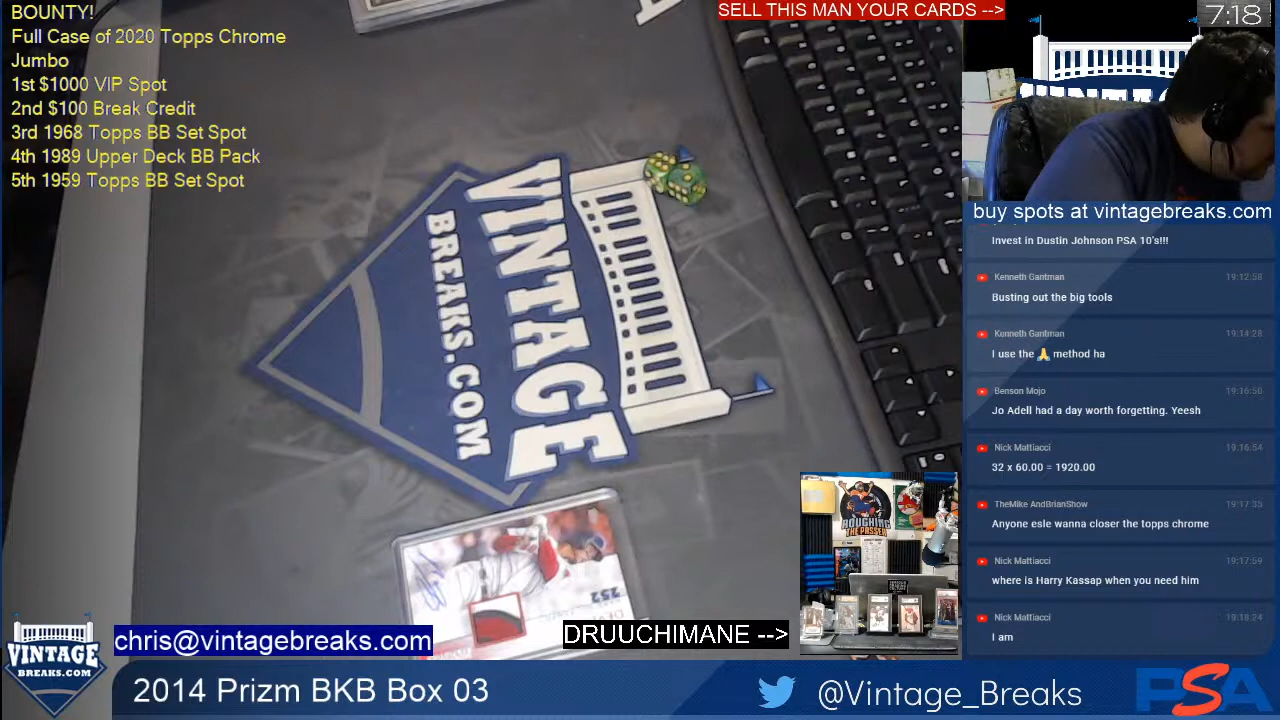 BOUNTY!
Full Case of 2020 Topps Chrome
Jumbo
1st $1000 VIP Spot
2nd $100 Break Credit
3rd 1968 Topps BB Set Spot
4th 1989 Upper Deck BB Pack
5th 1959 Topps BB Set Spot
SELL THIS MAN YOUR CARDS -->
7:18
buy spots at vintagebreaks.com
Invest in Dustin Johnson PSA 10's!!!
Kenneth Gantman 19:12:58
Busting out the big tools
Kenneth Gantman 19:14:28
I use the 🙏 method ha
Benson Mojo 19:16:50
Jo Adell had a day worth forgetting. Yeesh
Nick Mattiacci 19:16:54
32 x 60.00 = 1920.00
TheMike AndBrianShow 19:17:35
Anyone esle wanna closer the topps chrome
Nick Mattiacci 19:17:59
where is Harry Kassap when you need him
Nick Mattiacci 19:18:24
I am
VINTAGE
BREAKS.COM
ROUGHING
THE PASSER
252
chris@vintagebreaks.com
DRUUCHIMANE -->
VINTAGE
BREAKS.COM
2014 Prizm BKB Box 03
@Vintage_Breaks
PSA